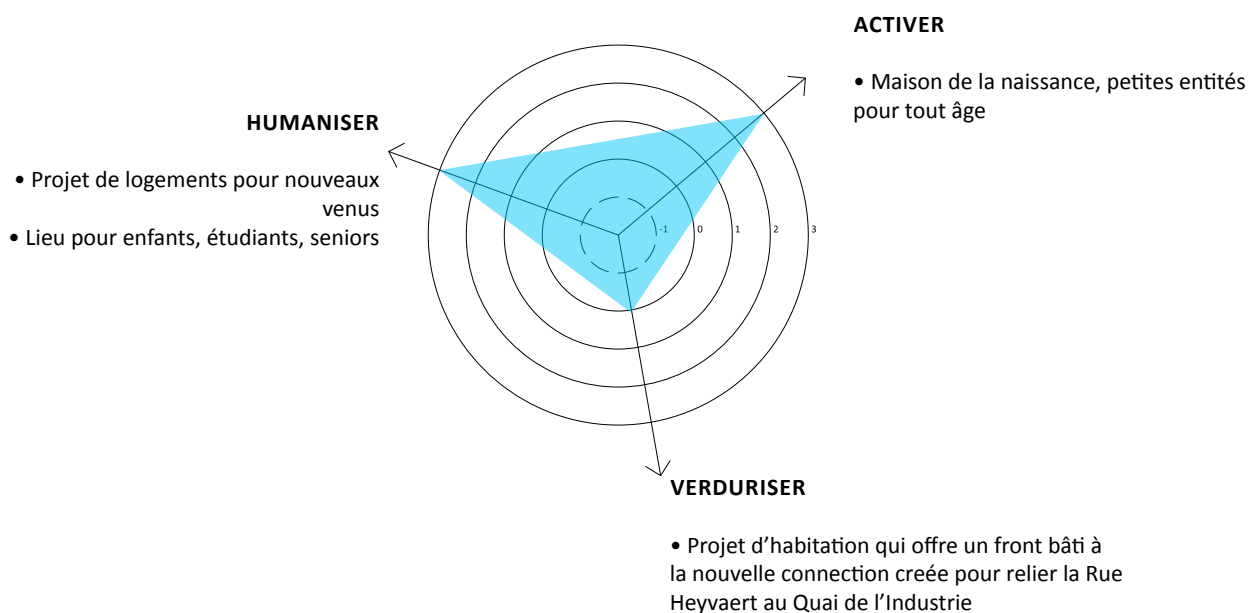 ACTIVER
• Maison de la naissance, petites entités
pour tout âge
HUMANISER
• Projet de logements pour nouveaux
venus
• Lieu pour enfants, étudiants, seniors
-1 0 1 2 3
VERDURISER
• Projet d’habitation qui offre un front bâti à
la nouvelle connection creée pour relier la Rue
Heyvaert au Quai de l’Industrie